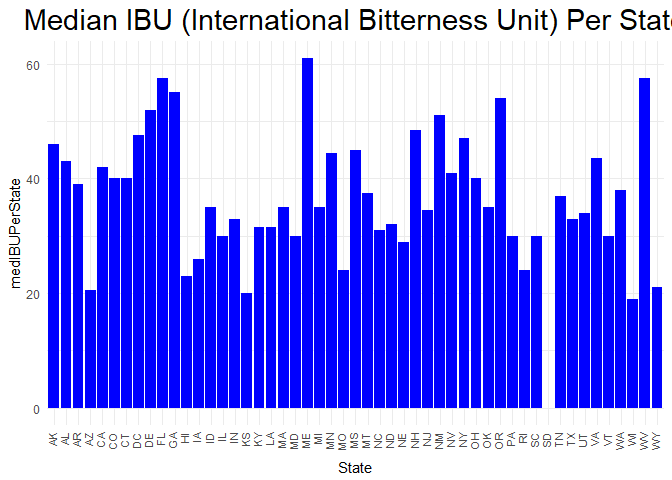 Median IBU (International Bitterness Unit) Per State
medIBUPerState
60
40
20
0
AK AL AR AZ CA CO CT DC DE FL GA HI IA ID IL IN KS KY LA MA MD ME MI MN MO MS MT NC ND NE NH NJ NM NV NY OH OK OR PA RI SC SD TN TX UT VA VT WA WI WV WY
State